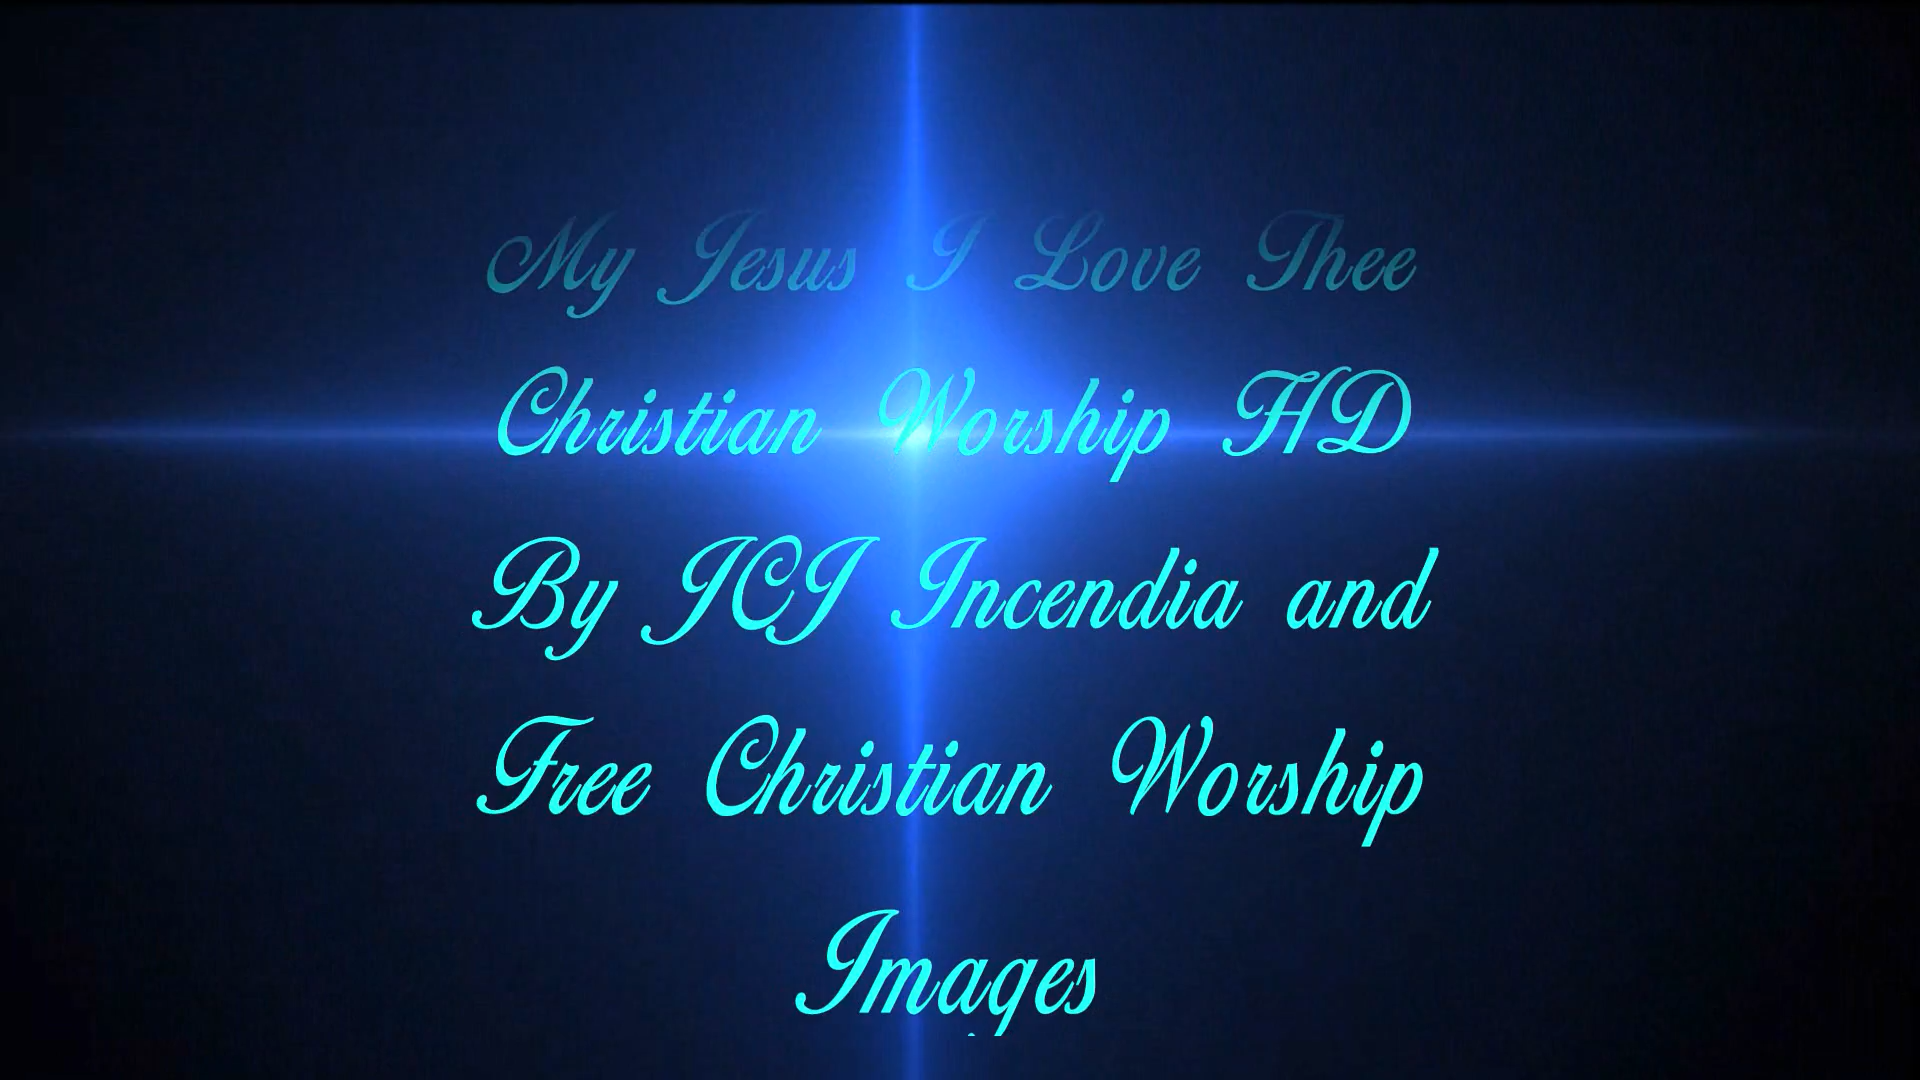 My Jesus I Love Thee
Christian Worship HD
By JCJ Incendia and
Free Christian Worship
Images